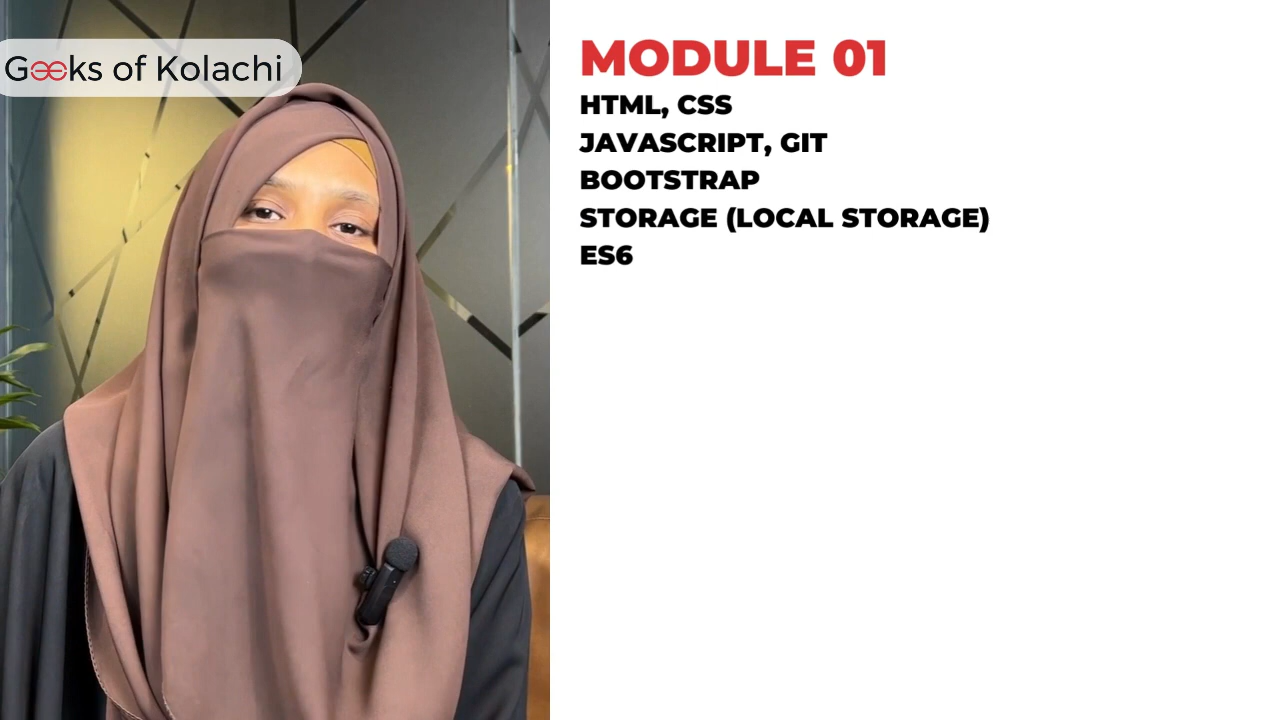 Geeks of Kolachi
MODULE 01
HTML, CSS
JAVASCRIPT, GIT
BOOTSTRAP
STORAGE (LOCAL STORAGE)
ES6